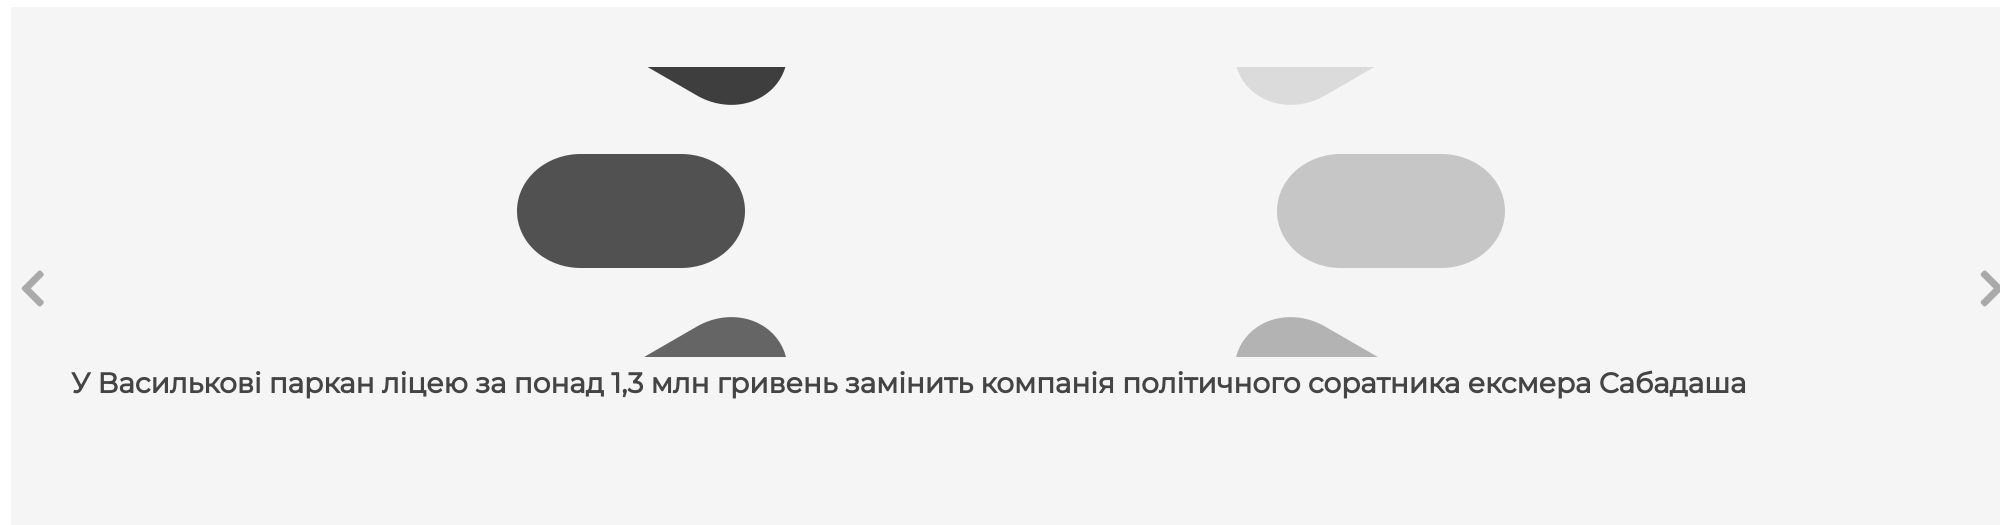 У Василькові паркан ліцею за понад 1,3 млн гривень замінить компанія політичного соратника ексмера Сабадаша